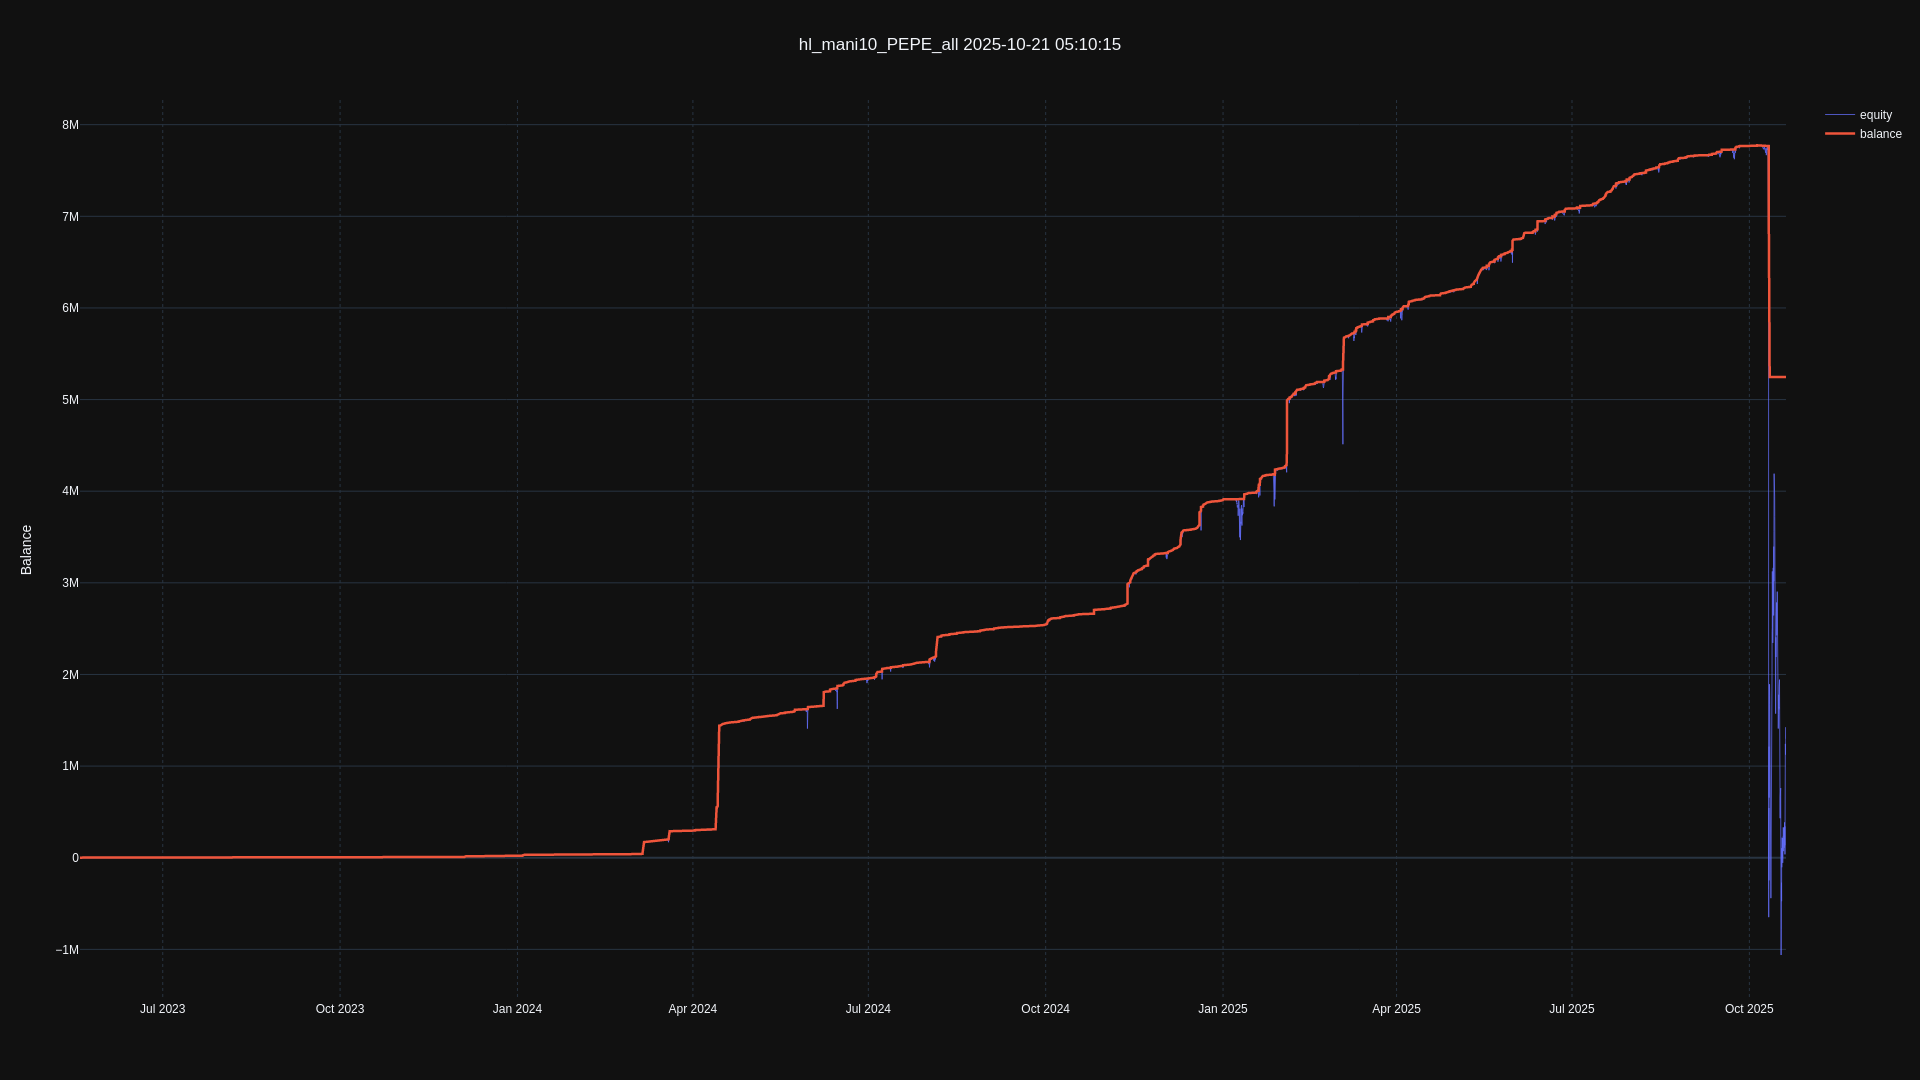 hl_mani10_PEPE_all 2025-10-21 05:10:15
equity
balance
Balance
8M
7M
6M
5M
4M
3M
2M
1M
0
−1M
Jul 2023
Oct 2023
Jan 2024
Apr 2024
Jul 2024
Oct 2024
Jan 2025
Apr 2025
Jul 2025
Oct 2025